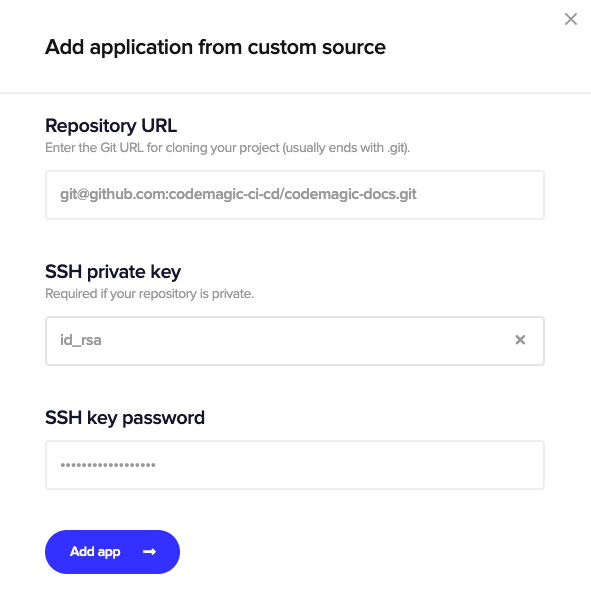 Add application from custom source
Repository URL
Enter the Git URL for cloning your project (usually ends with .git).
git@github.com:codemagic-ci-cd/codemagic-docs.git
SSH private key
Required if your repository is private.
id_rsa
SSH key password
••••••••••••••••••
Add app